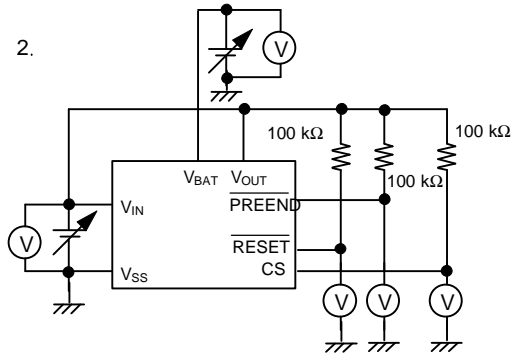 2.
V
100 kΩ
100 kΩ
VBAT
VOUT
100 kΩ
VIN
PREEND
V
RESET
VSS
CS
V
V
V